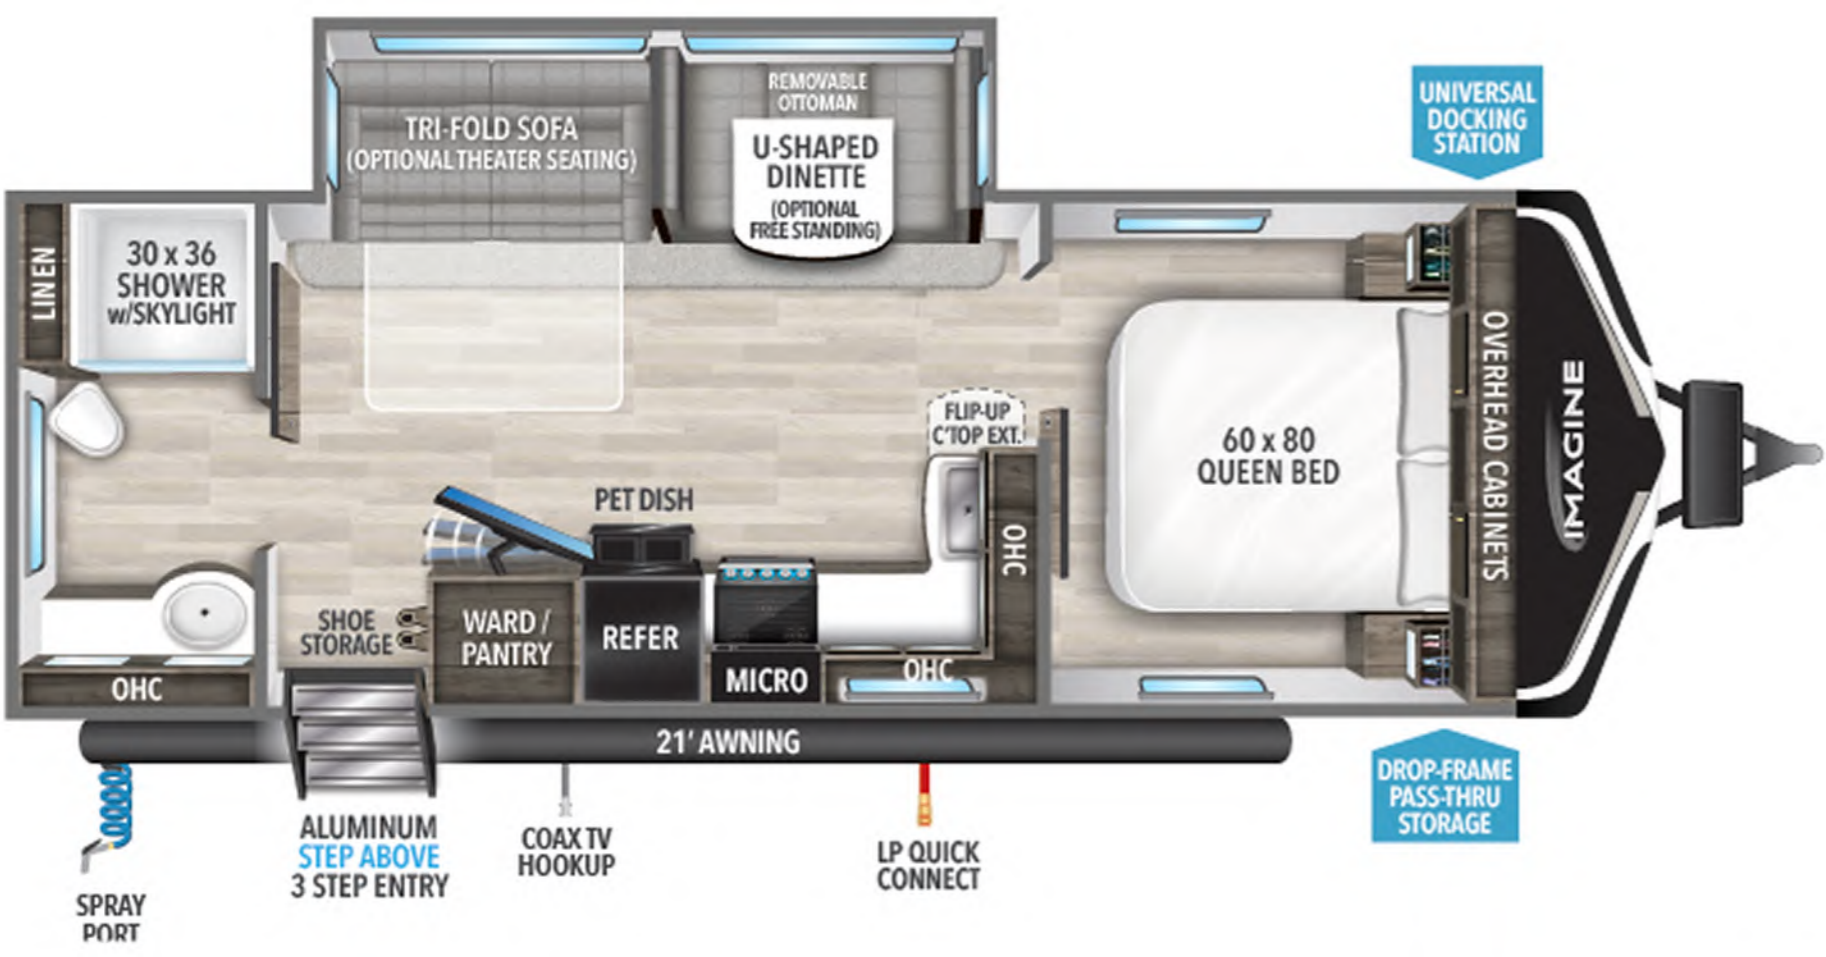 REMOVABLE
OTTOMAN
TRI-FOLD SOFA
(OPTIONAL THEATER SEATING)
U-SHAPED
DINETTE
(OPTIONAL
FREE STANDING)
UNIVERSAL
DOCKING
STATION
LINEN
30 x 36
SHOWER
w/SKYLIGHT
FLIP-UP
C'TOP EXT.
60 x 80
QUEEN BED
OVERHEAD CABINETS
IMAGINE
PET DISH
OHC
SHOE
STORAGE
WARD /
PANTRY
REFER
MICRO
OHC
OHC
21' AWNING
DROP-FRAME
PASS-THRU
STORAGE
ALUMINUM
STEP ABOVE
3 STEP ENTRY
COAX TV
HOOKUP
LP QUICK
CONNECT
SPRAY
PORT